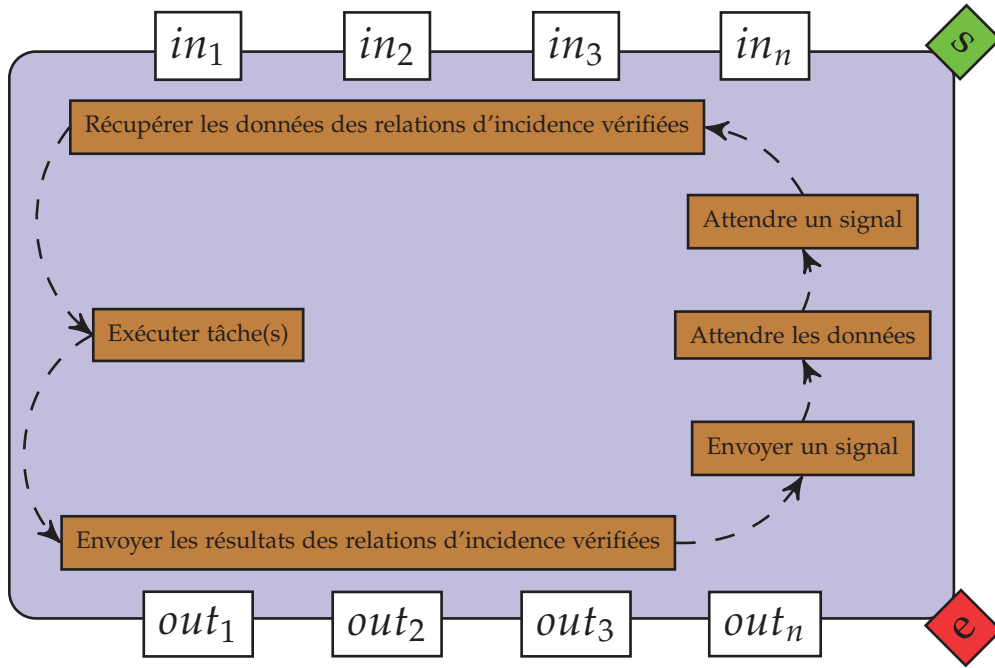 in1 in2 in3 inn s
Récupérer les données des relations d'incidence vérifiées
Attendre un signal
Exécuter tâche(s)
Attendre les données
Envoyer un signal
Envoyer les résultats des relations d'incidence vérifiées
out1 out2 out3 outn e